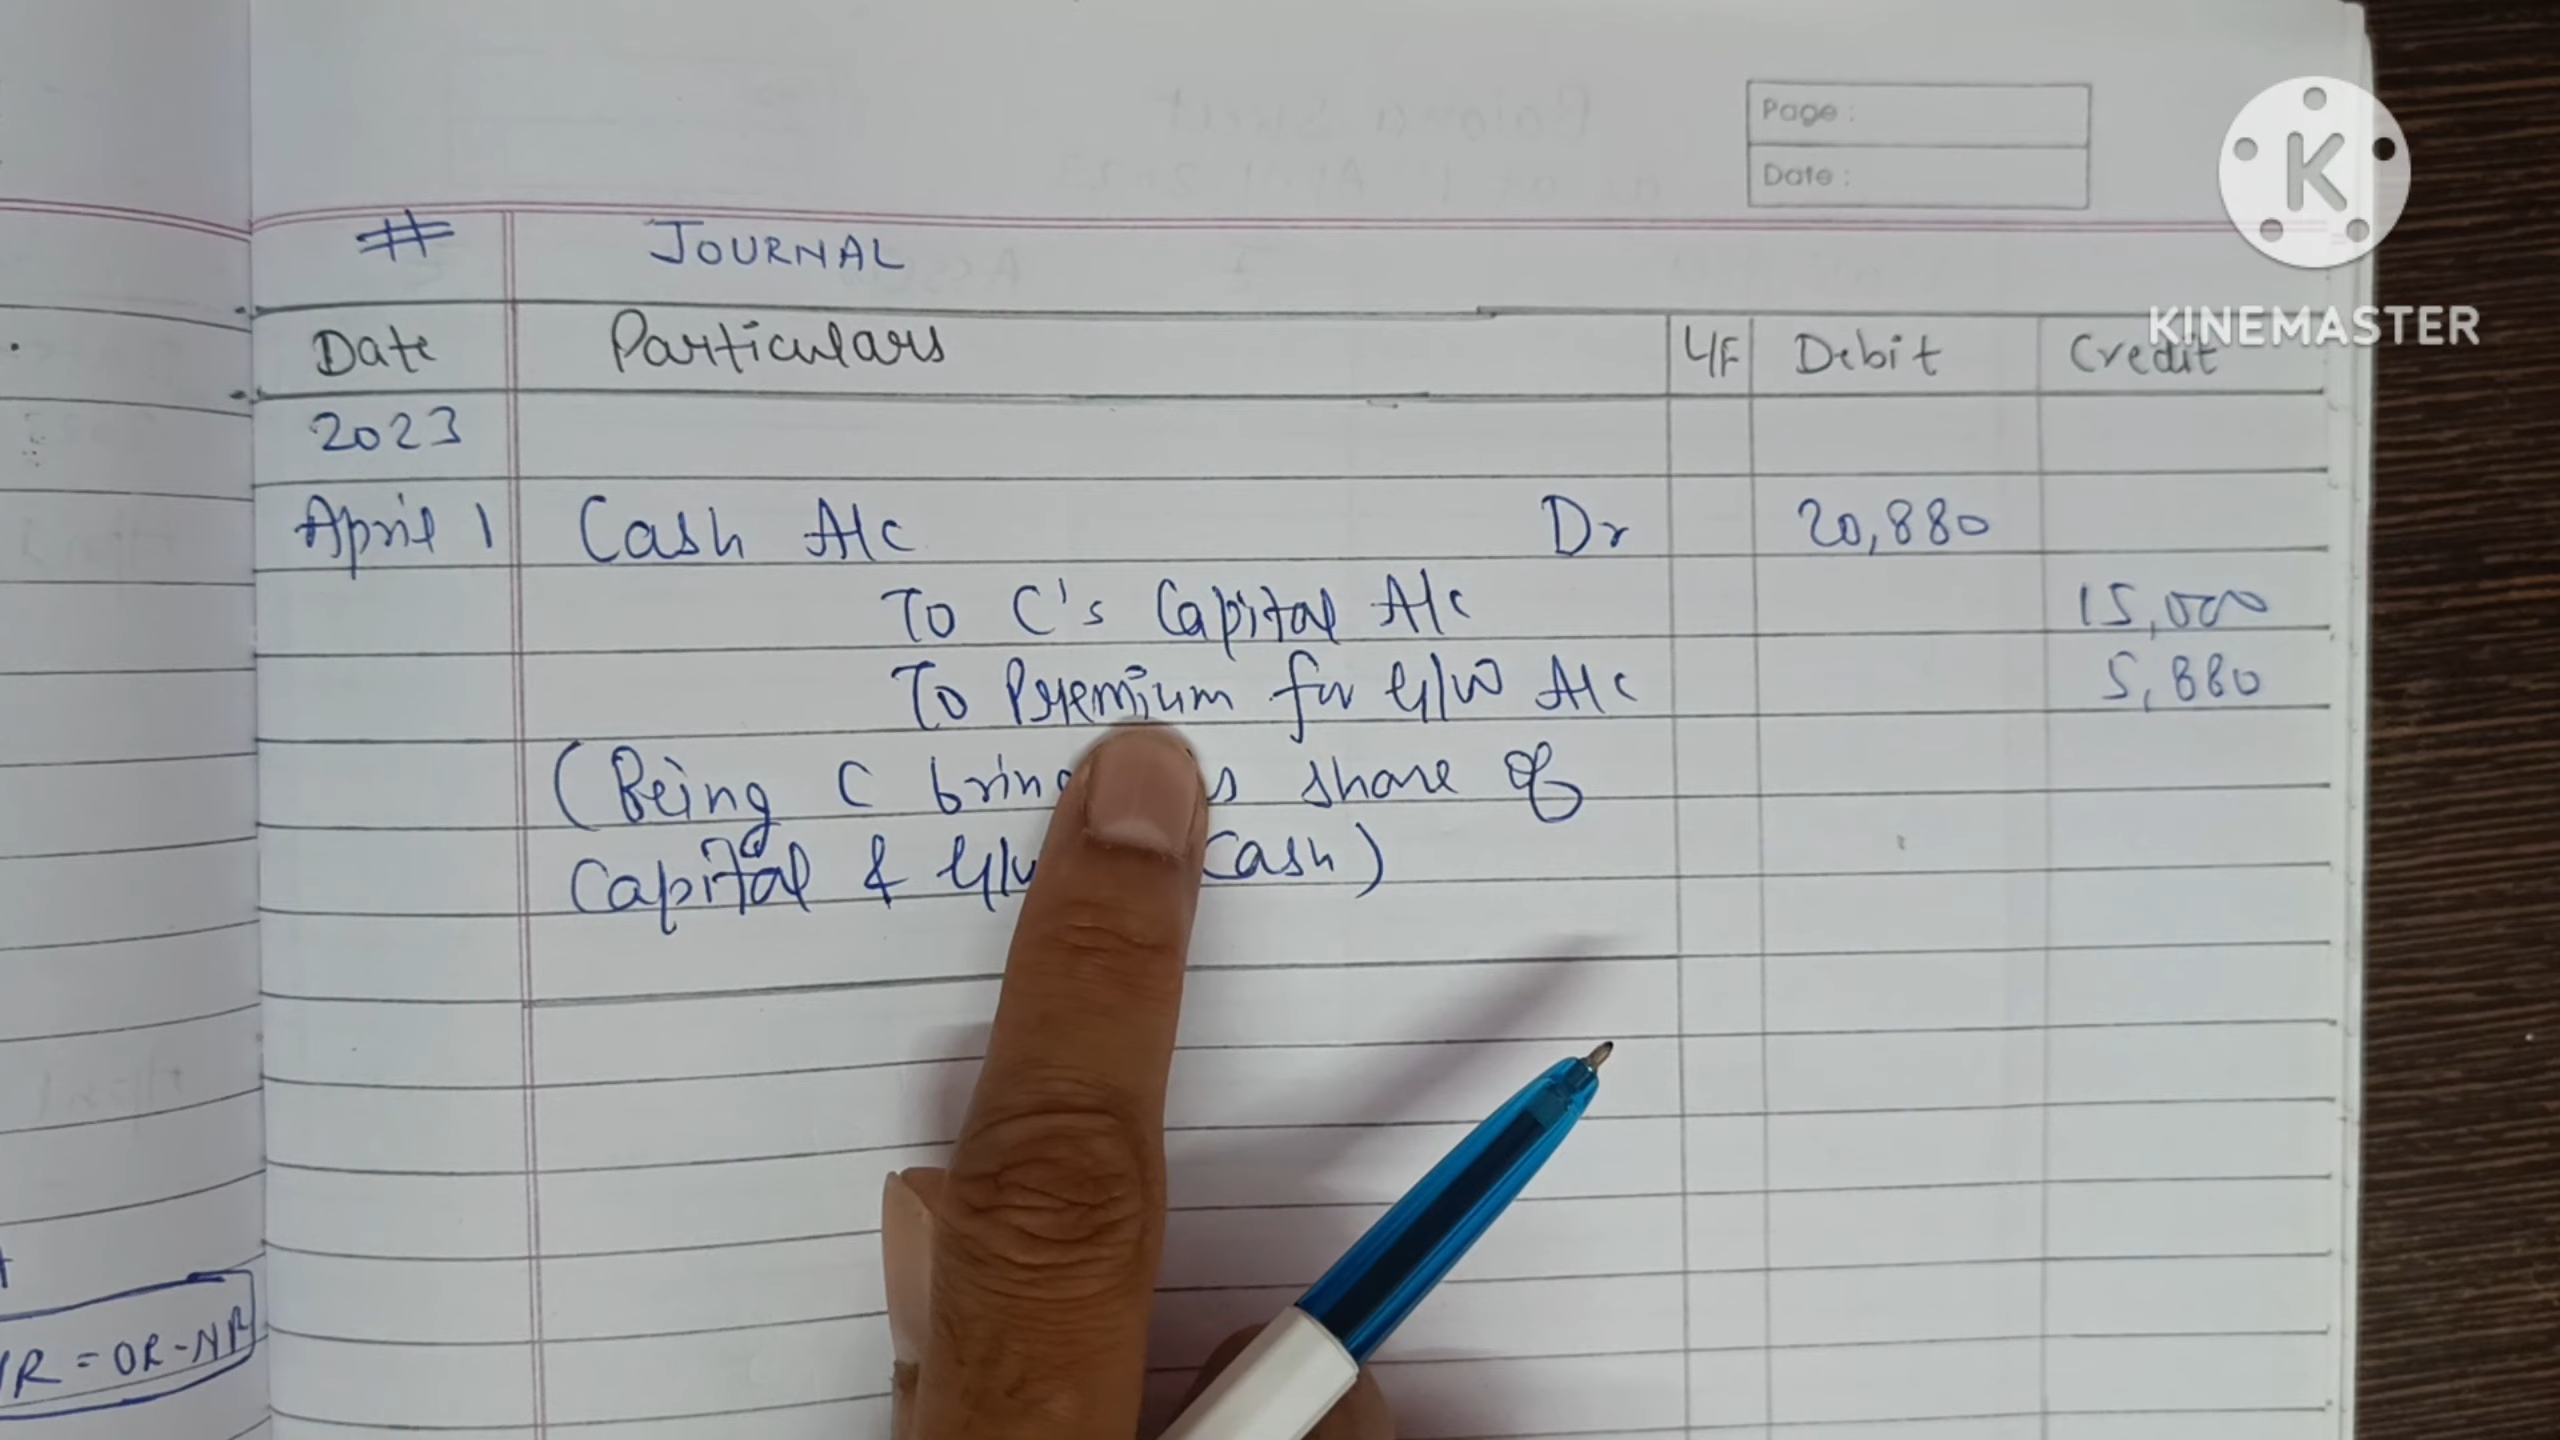 Page :
Date :
KINEMASTER
# JOURNAL
Date Particulars L/F Debit Credit
2023
April 1 Cash A/c Dr 20,880
To C's Capital A/c 15,000
To Premium for G/W A/c 5,880
(Being C share of
Capital & Cash)
= OR - NR